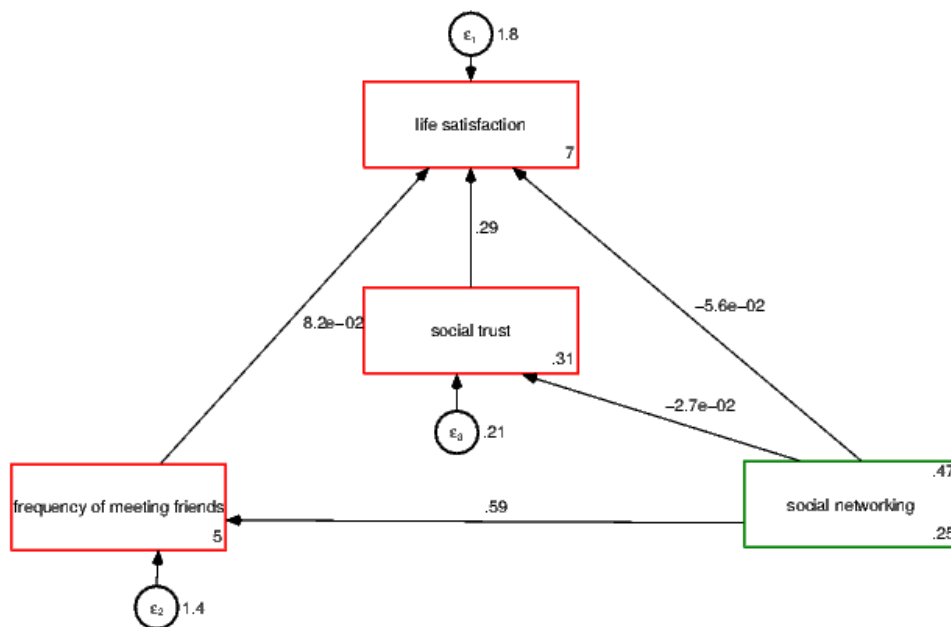 ε₁ 1.8
life satisfaction
7
.29
8.2e−02
−5.6e−02
social trust
.31
−2.7e−02
ε₃ .21
frequency of meeting friends
5
.59
.47
social networking
.25
ε₂ 1.4